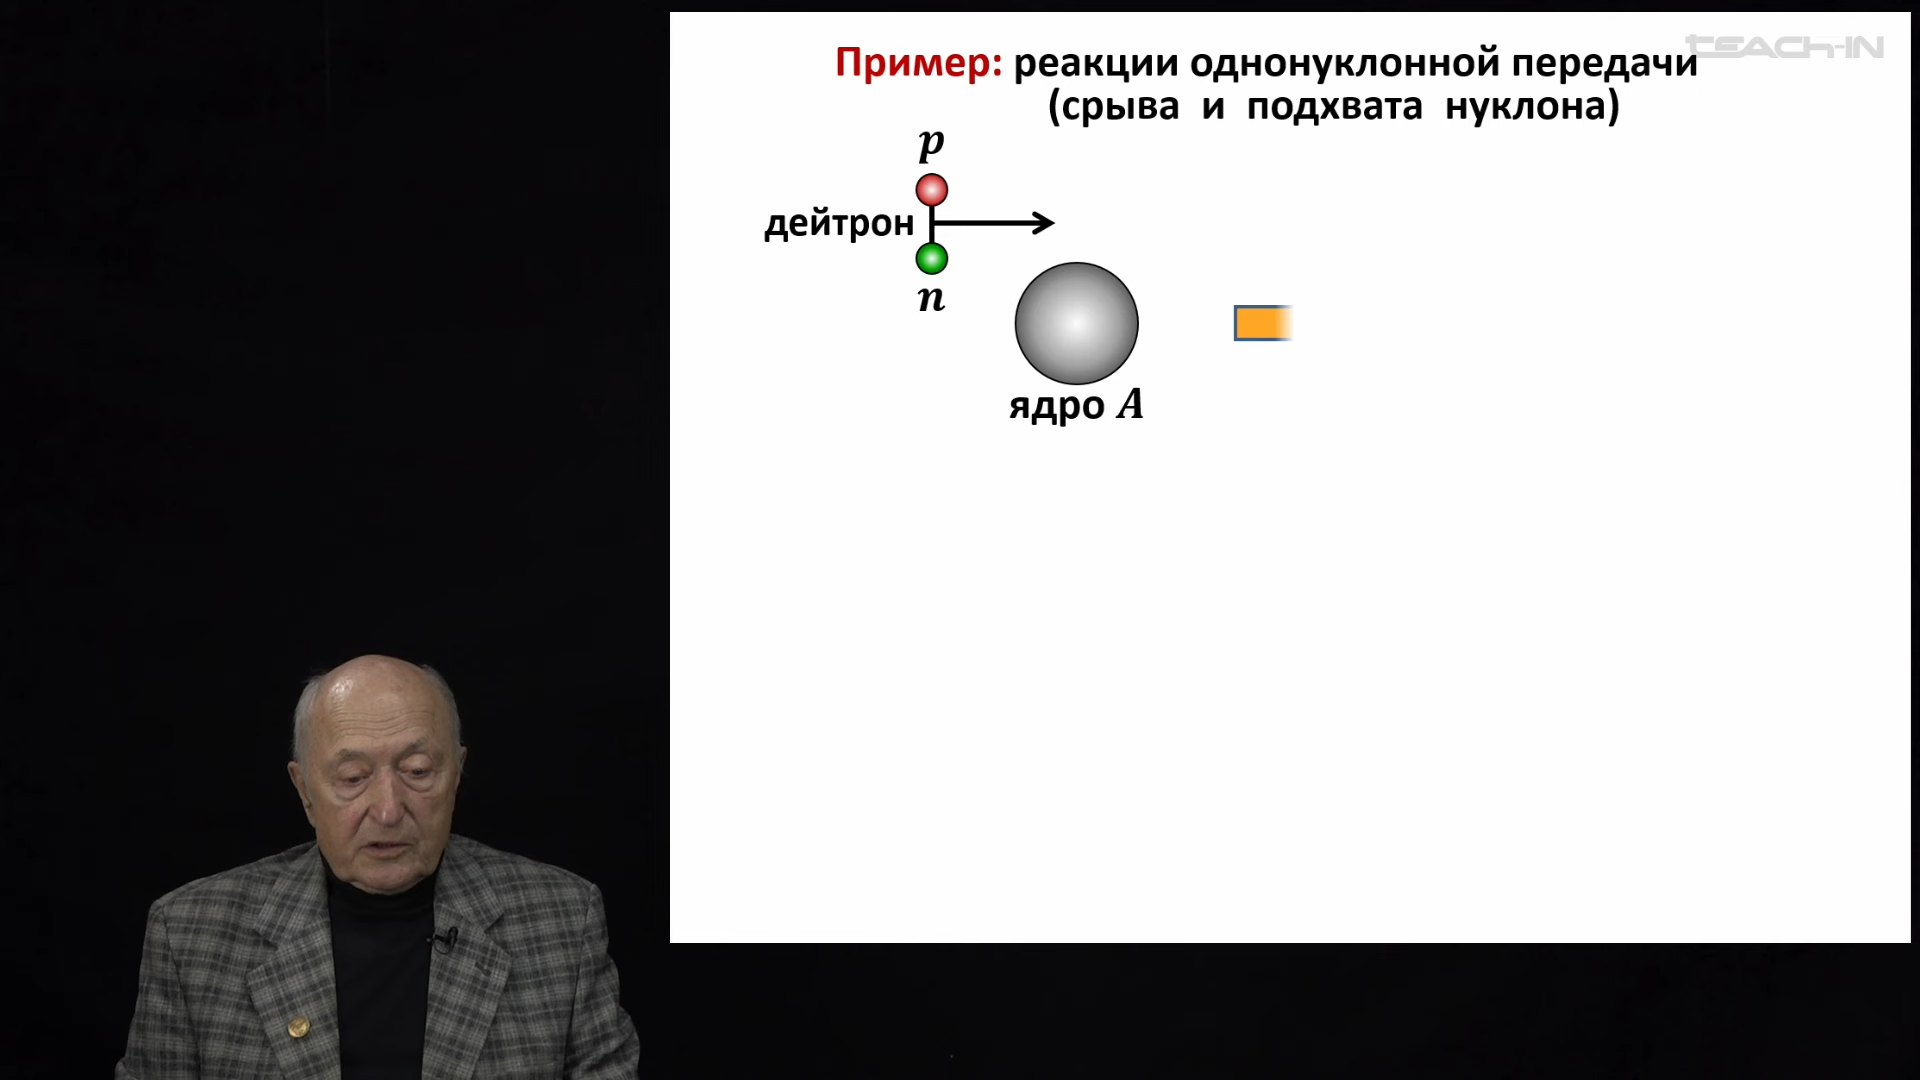 TEACH-IN
Пример: реакции однонуклонной передачи
(срыва и подхвата нуклона)
p
дейтрон
n
ядро A